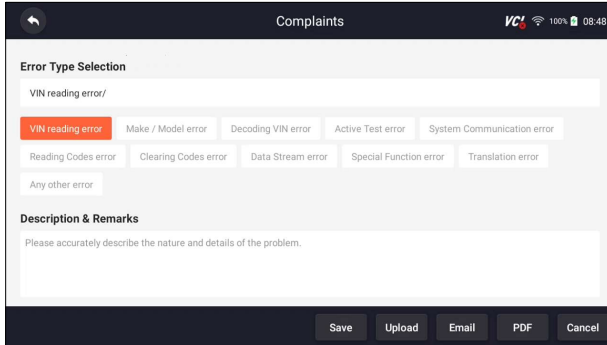 Complaints VCI 100% 08:48
Error Type Selection
VIN reading error/
VIN reading error Make / Model error Decoding VIN error Active Test error System Communication error
Reading Codes error Clearing Codes error Data Stream error Special Function error Translation error
Any other error
Description & Remarks
Please accurately describe the nature and details of the problem.
Save Upload Email PDF Cancel